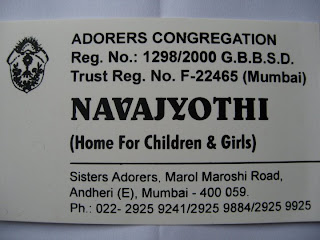 ADORERS CONGREGATION
Reg. No.: 1298/2000 G.B.B.S.D.
Trust Reg. No. F-22465 (Mumbai)
NAVAJYOTHI
(Home For Children & Girls)
Sisters Adorers, Marol Maroshi Road,
Andheri (E), Mumbai - 400 059.
Ph.: 022- 2925 9241/2925 9884/2925 9925